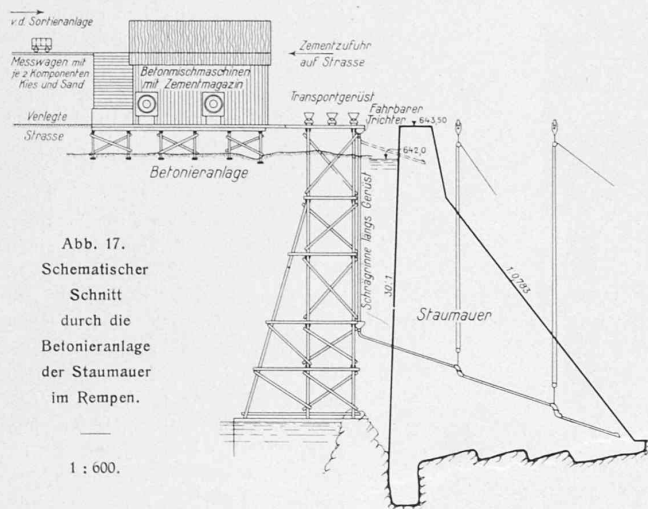 v.d. Sortieranlage
Messwagen mit
je 2 Komponenten
Kies und Sand
Betonmischmaschinen
mit Zementmagazin
Zementzufuhr
auf Strasse
Transportgerüst
Fahrbarer
Trichter
643,50
642,0
Verlegte
Strasse
Betonieranlage
Schrägrinne längs Gerüst
30:1
Staumauer
1:0,783
Abb. 17.
Schematischer
Schnitt
durch die
Betonieranlage
der Staumauer
im Rempen.
1 : 600.